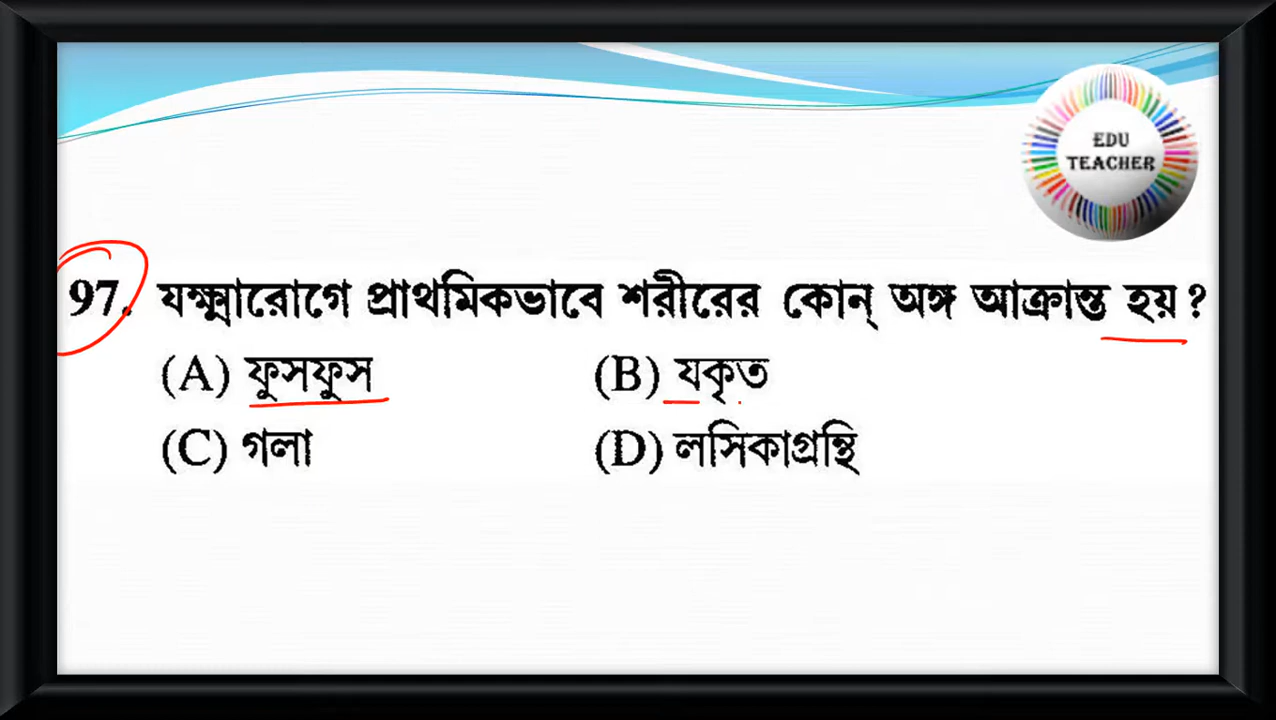 EDU
TEACHER
97. যক্ষ্মারোগে প্রাথমিকভাবে শরীরের কোন্ অঙ্গ আক্রান্ত হয় ?
(A) ফুসফুস (B) যকৃত
(C) গলা (D) লসিকাগ্রন্থি